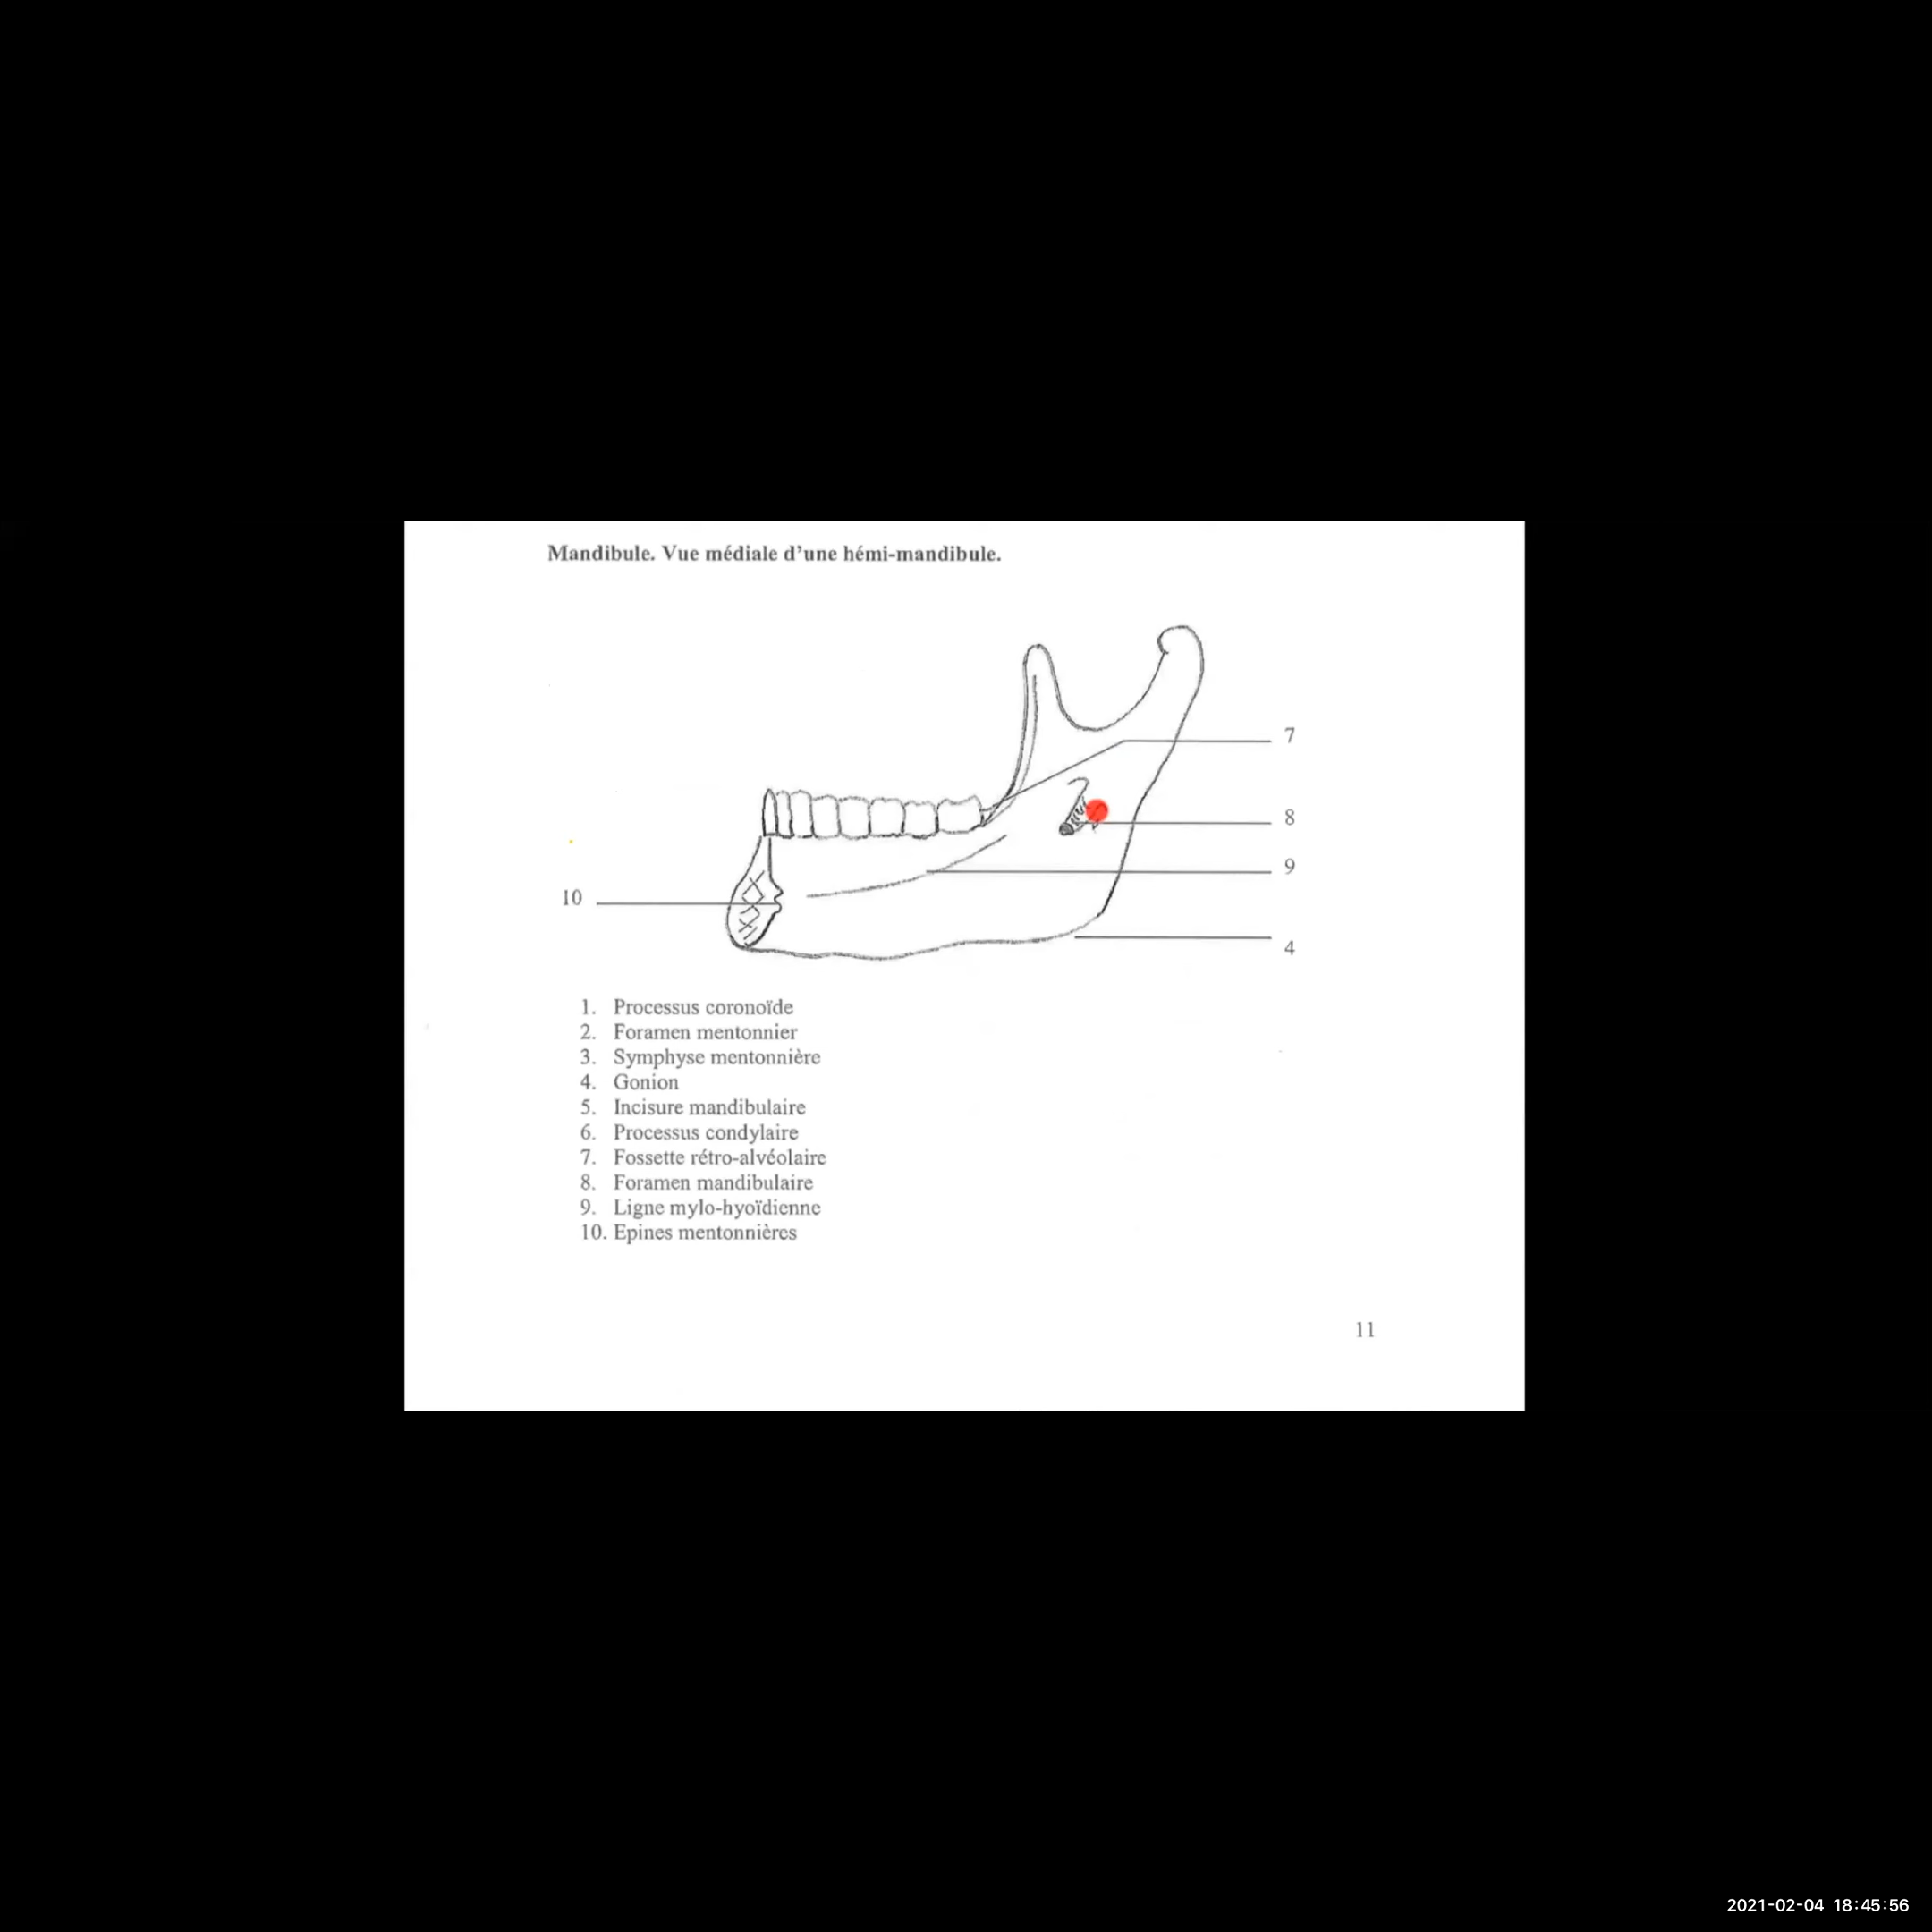 Mandibule. Vue médiale d'une hémi-mandibule.
7
8
9
10
4
1. Processus coronoïde
2. Foramen mentonnier
3. Symphyse mentonnière
4. Gonion
5. Incisure mandibulaire
6. Processus condylaire
7. Fossette rétro-alvéolaire
8. Foramen mandibulaire
9. Ligne mylo-hyoïdienne
10. Epines mentonnières
11
2021-02-04 18:45:56